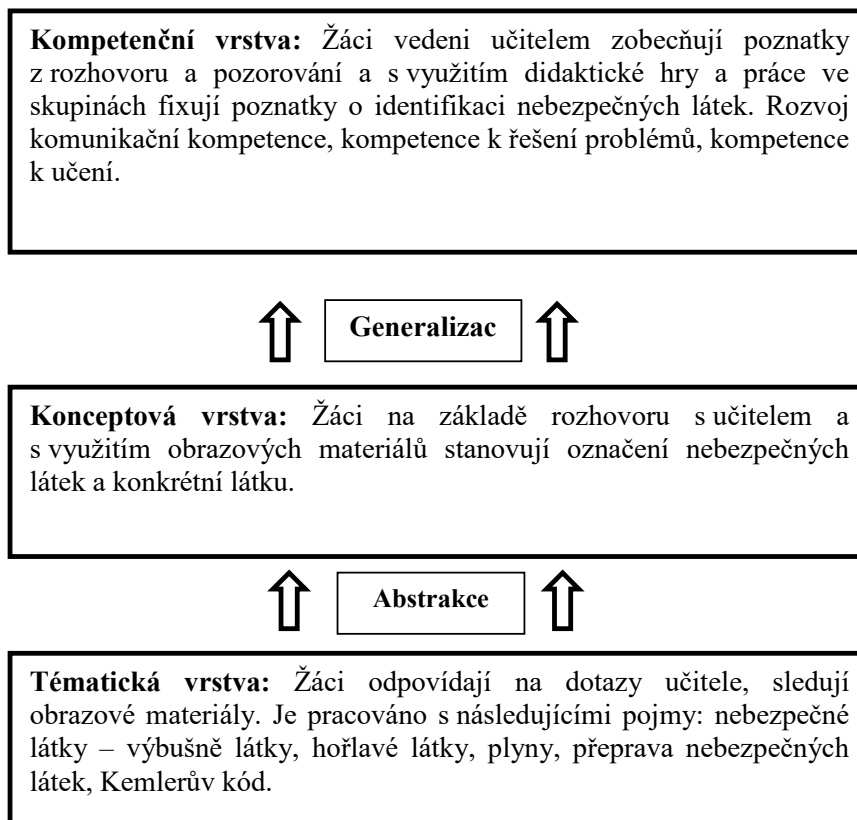 Kompetenční vrstva: Žáci vedeni učitelem zobecňují poznatky
z rozhovoru a pozorování a s využitím didaktické hry a práce ve
skupinách fixují poznatky o identifikaci nebezpečných látek. Rozvoj
komunikační kompetence, kompetence k řešení problémů, kompetence
k učení.
Generalizac
Konceptová vrstva: Žáci na základě rozhovoru s učitelem a
s využitím obrazových materiálů stanovují označení nebezpečných
látek a konkrétní látku.
Abstrakce
Tématická vrstva: Žáci odpovídají na dotazy učitele, sledují
obrazové materiály. Je pracováno s následujícími pojmy: nebezpečné
látky – výbušně látky, hořlavé látky, plyny, přeprava nebezpečných
látek, Kemlerův kód.